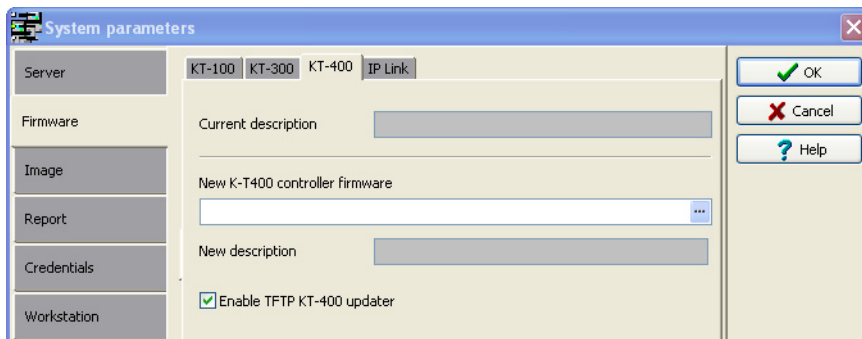 System parameters
Server
Firmware
Image
Report
Credentials
Workstation
KT-100 KT-300 KT-400 IP Link
Current description
New K-T400 controller firmware
...
New description
Enable TFTP KT-400 updater
OK
Cancel
? Help